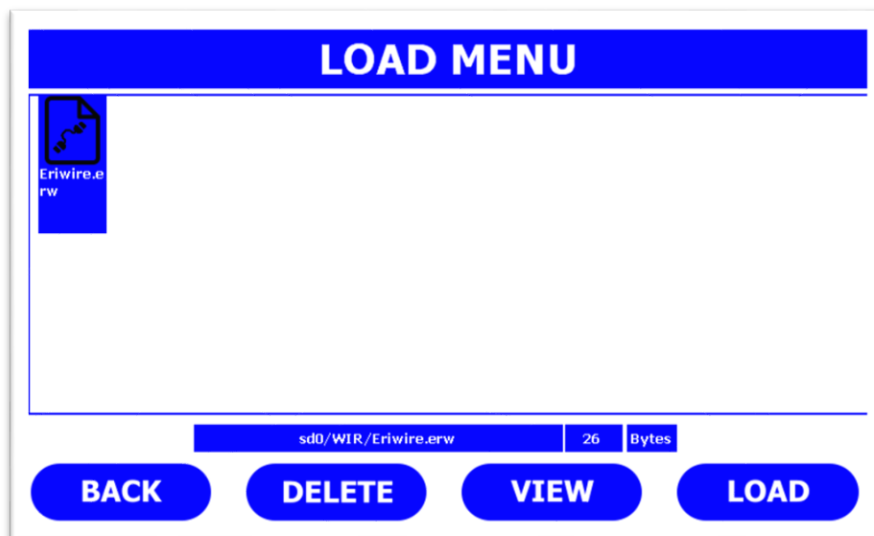 LOAD MENU
Eriwire.e
rw
sd0/WIR/Eriwire.erw 26 Bytes
BACK DELETE VIEW LOAD